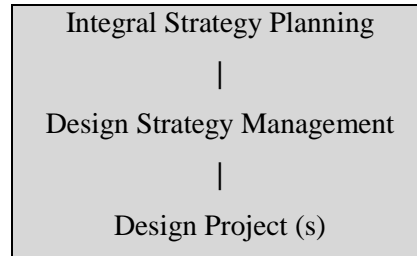 Integral Strategy Planning
|
Design Strategy Management
|
Design Project (s)